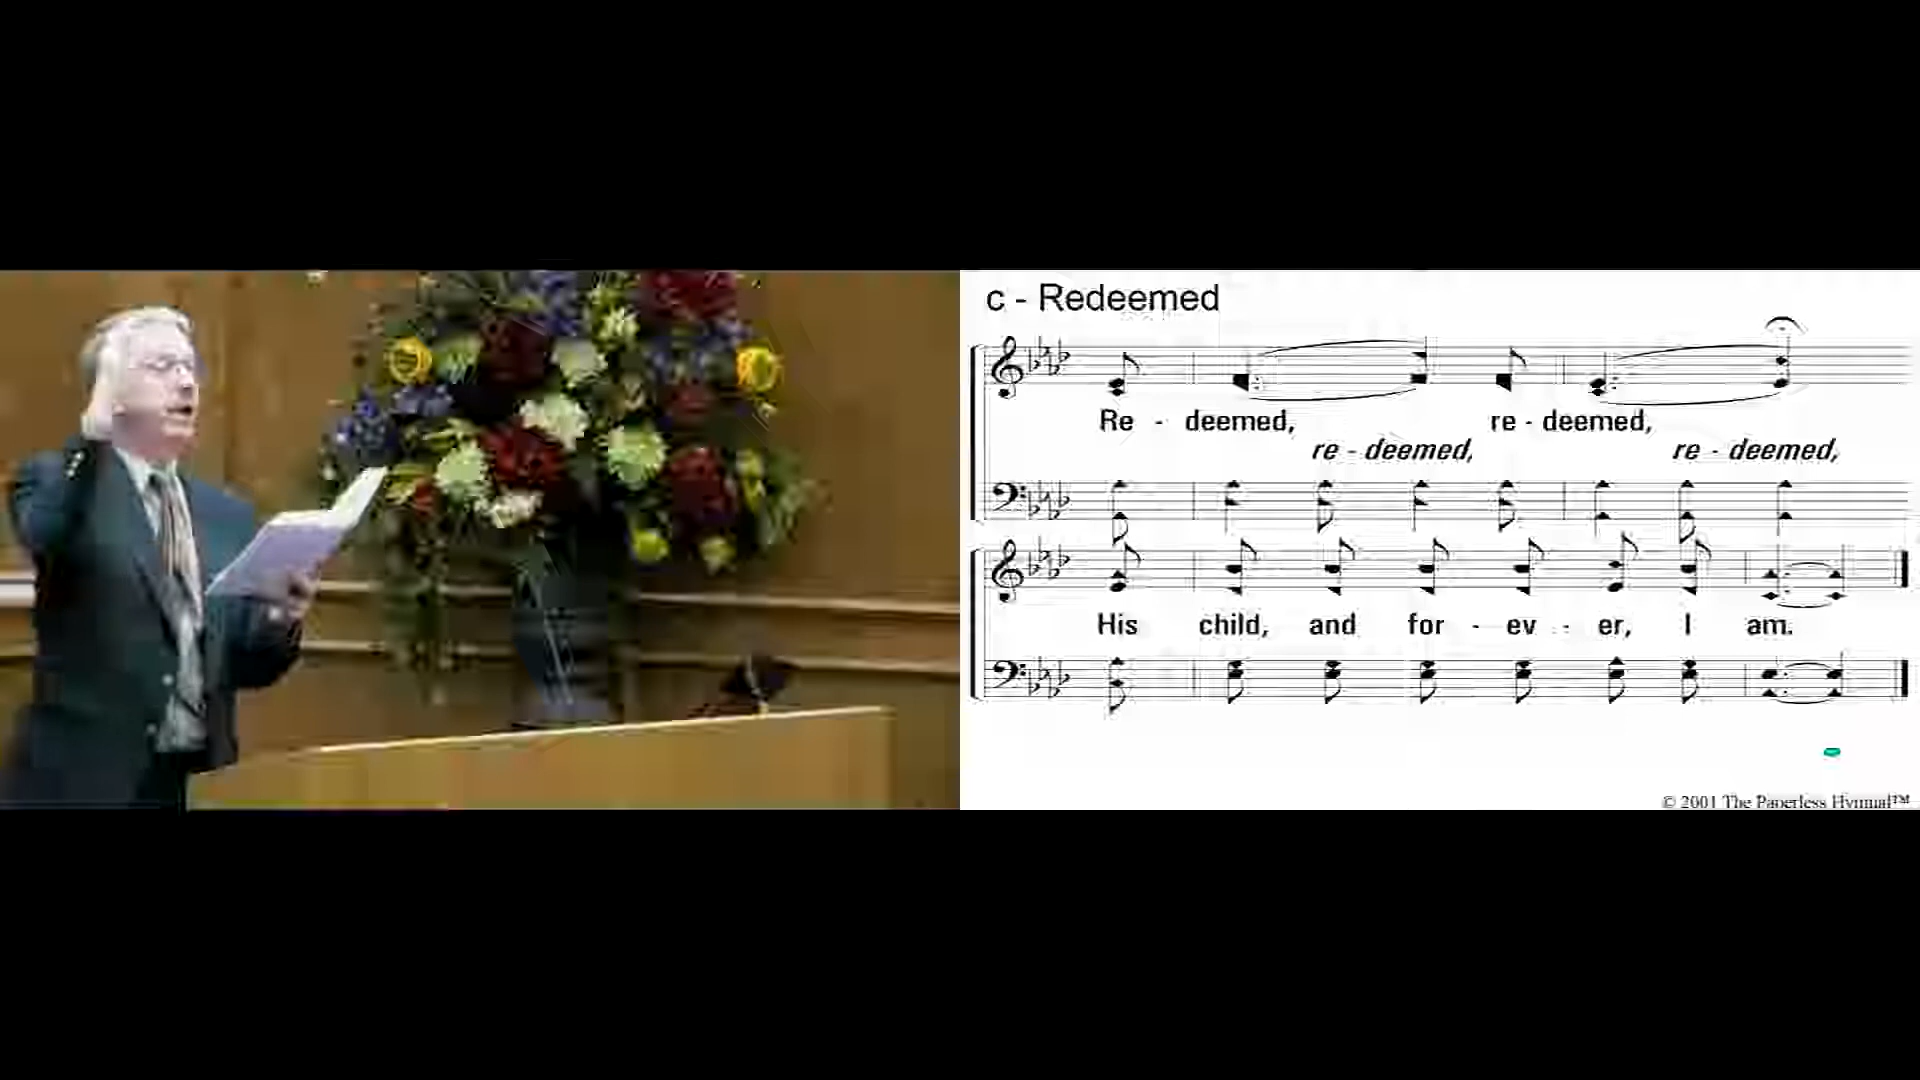 c - Redeemed
Re - deemed, re - deemed,
re - deemed, re - deemed,
His child, and for - ev - er, I am.
© 2001 The Paperless Hymnal™